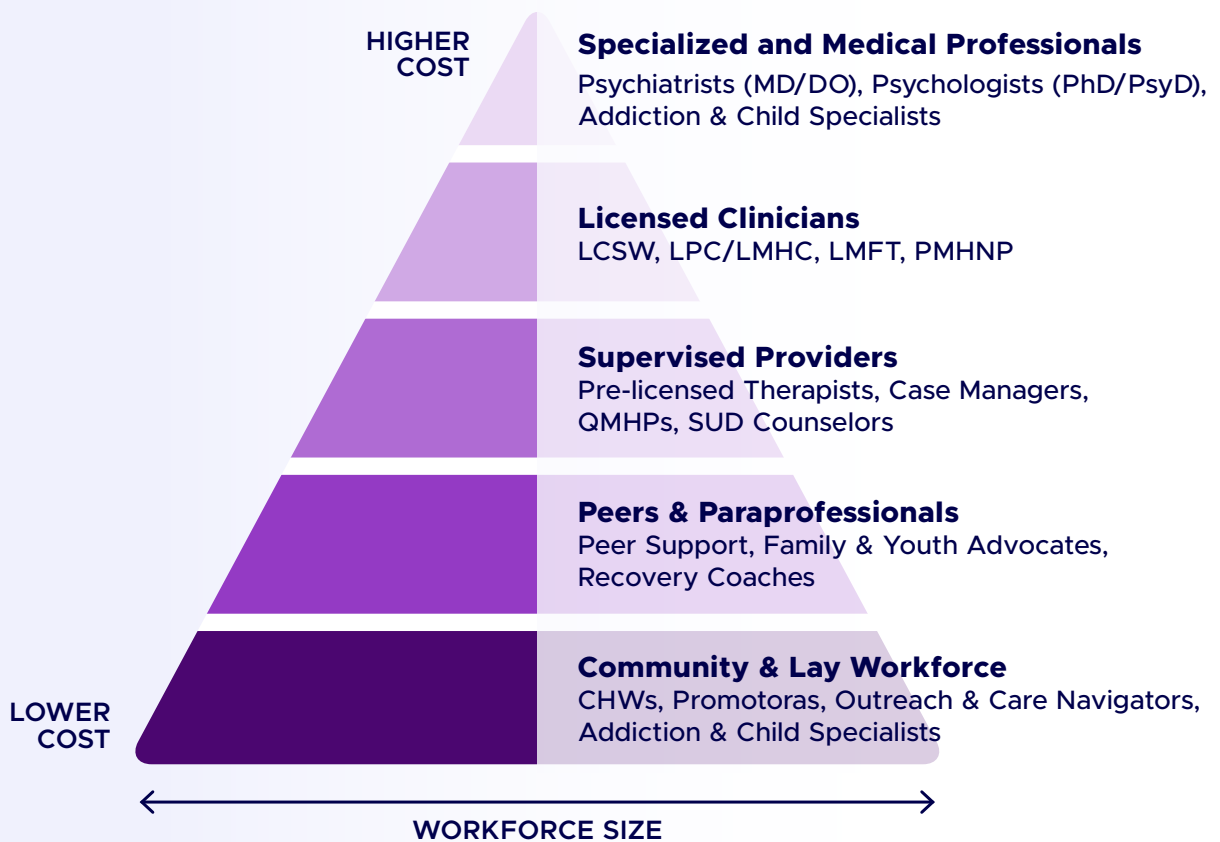 HIGHER
COST
Specialized and Medical Professionals
Psychiatrists (MD/DO), Psychologists (PhD/PsyD),
Addiction & Child Specialists
Licensed Clinicians
LCSW, LPC/LMHC, LMFT, PMHNP
Supervised Providers
Pre-licensed Therapists, Case Managers,
QMHPs, SUD Counselors
Peers & Paraprofessionals
Peer Support, Family & Youth Advocates,
Recovery Coaches
Community & Lay Workforce
CHWs, Promotoras, Outreach & Care Navigators,
Addiction & Child Specialists
LOWER
COST
WORKFORCE SIZE